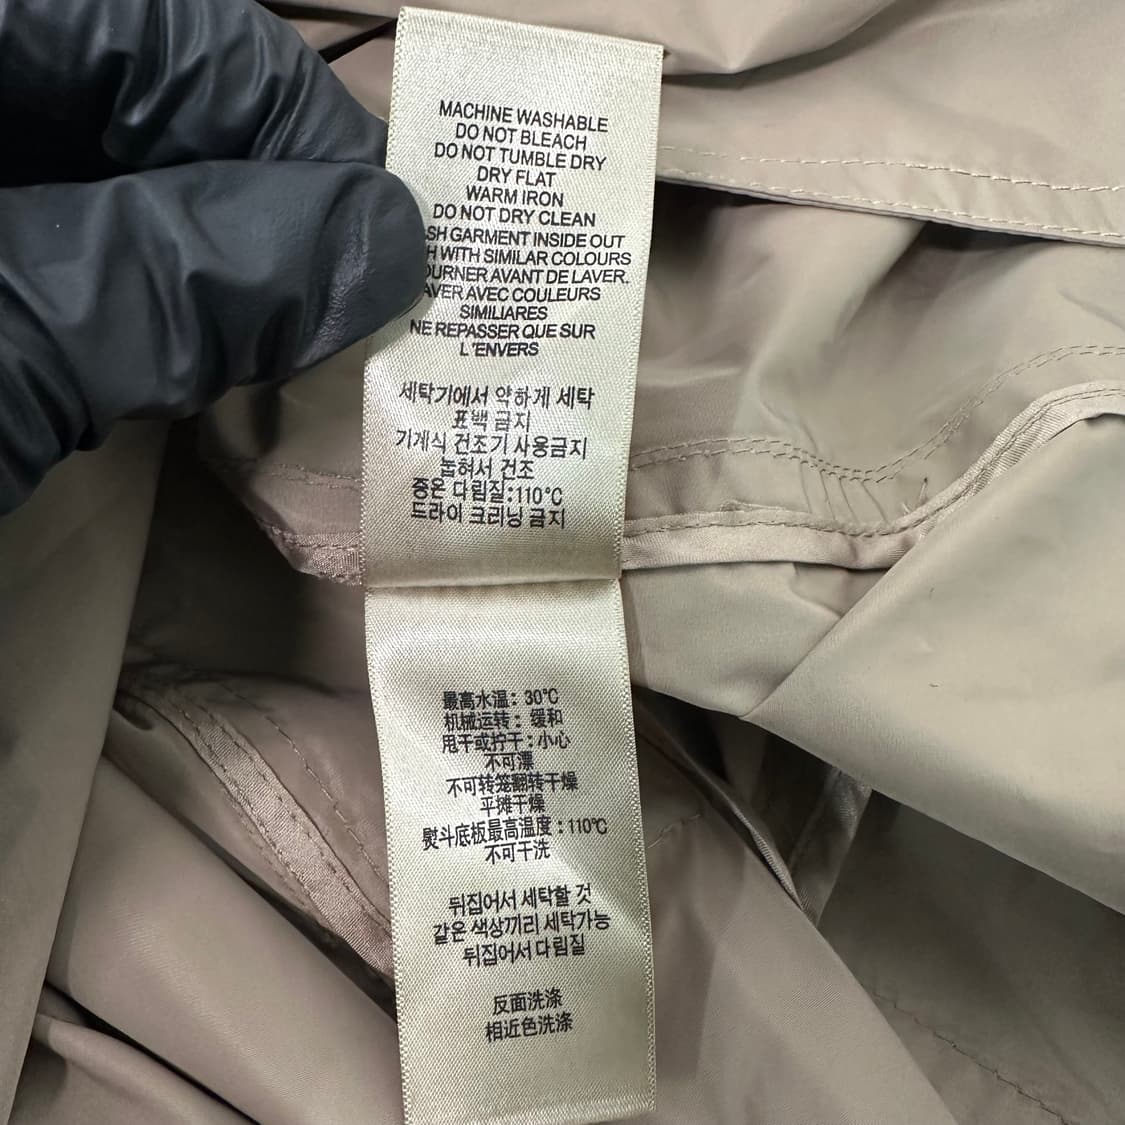 MACHINE WASHABLE
DO NOT BLEACH
DO NOT TUMBLE DRY
DRY FLAT
WARM IRON
DO NOT DRY CLEAN
GARMENT INSIDE OUT
WITH SIMILAR COLOURS
AVANT DE LAVER.
AVEC COULEURS
SIMILIARES
NE REPASSER QUE SUR
L'ENVERS
세탁기에서 약하게 세탁
표백 금지
기계식 건조기 사용금지
눕혀서 건조
중온 다림질:110℃
드라이 크리닝 금지
最高水温: 30℃
机械运转: 缓和
甩干或拧干:小心
不可漂
不可转笼翻转干燥
平摊干燥
熨斗底板最高温度:110℃
不可干洗
뒤집어서 세탁할 것
같은 색상끼리 세탁가능
뒤집어서 다림질
反面洗涤
相近色洗涤